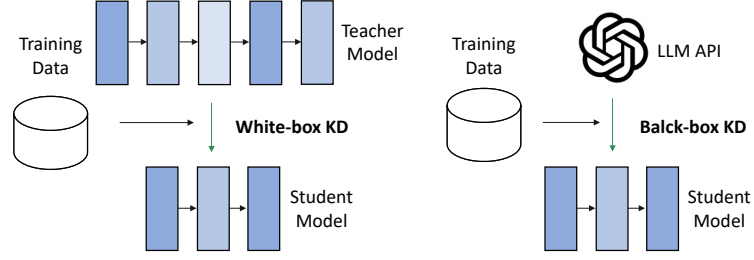 Training
Data
Teacher
Model
White-box KD
Student
Model
Training
Data
LLM API
Balck-box KD
Student
Model